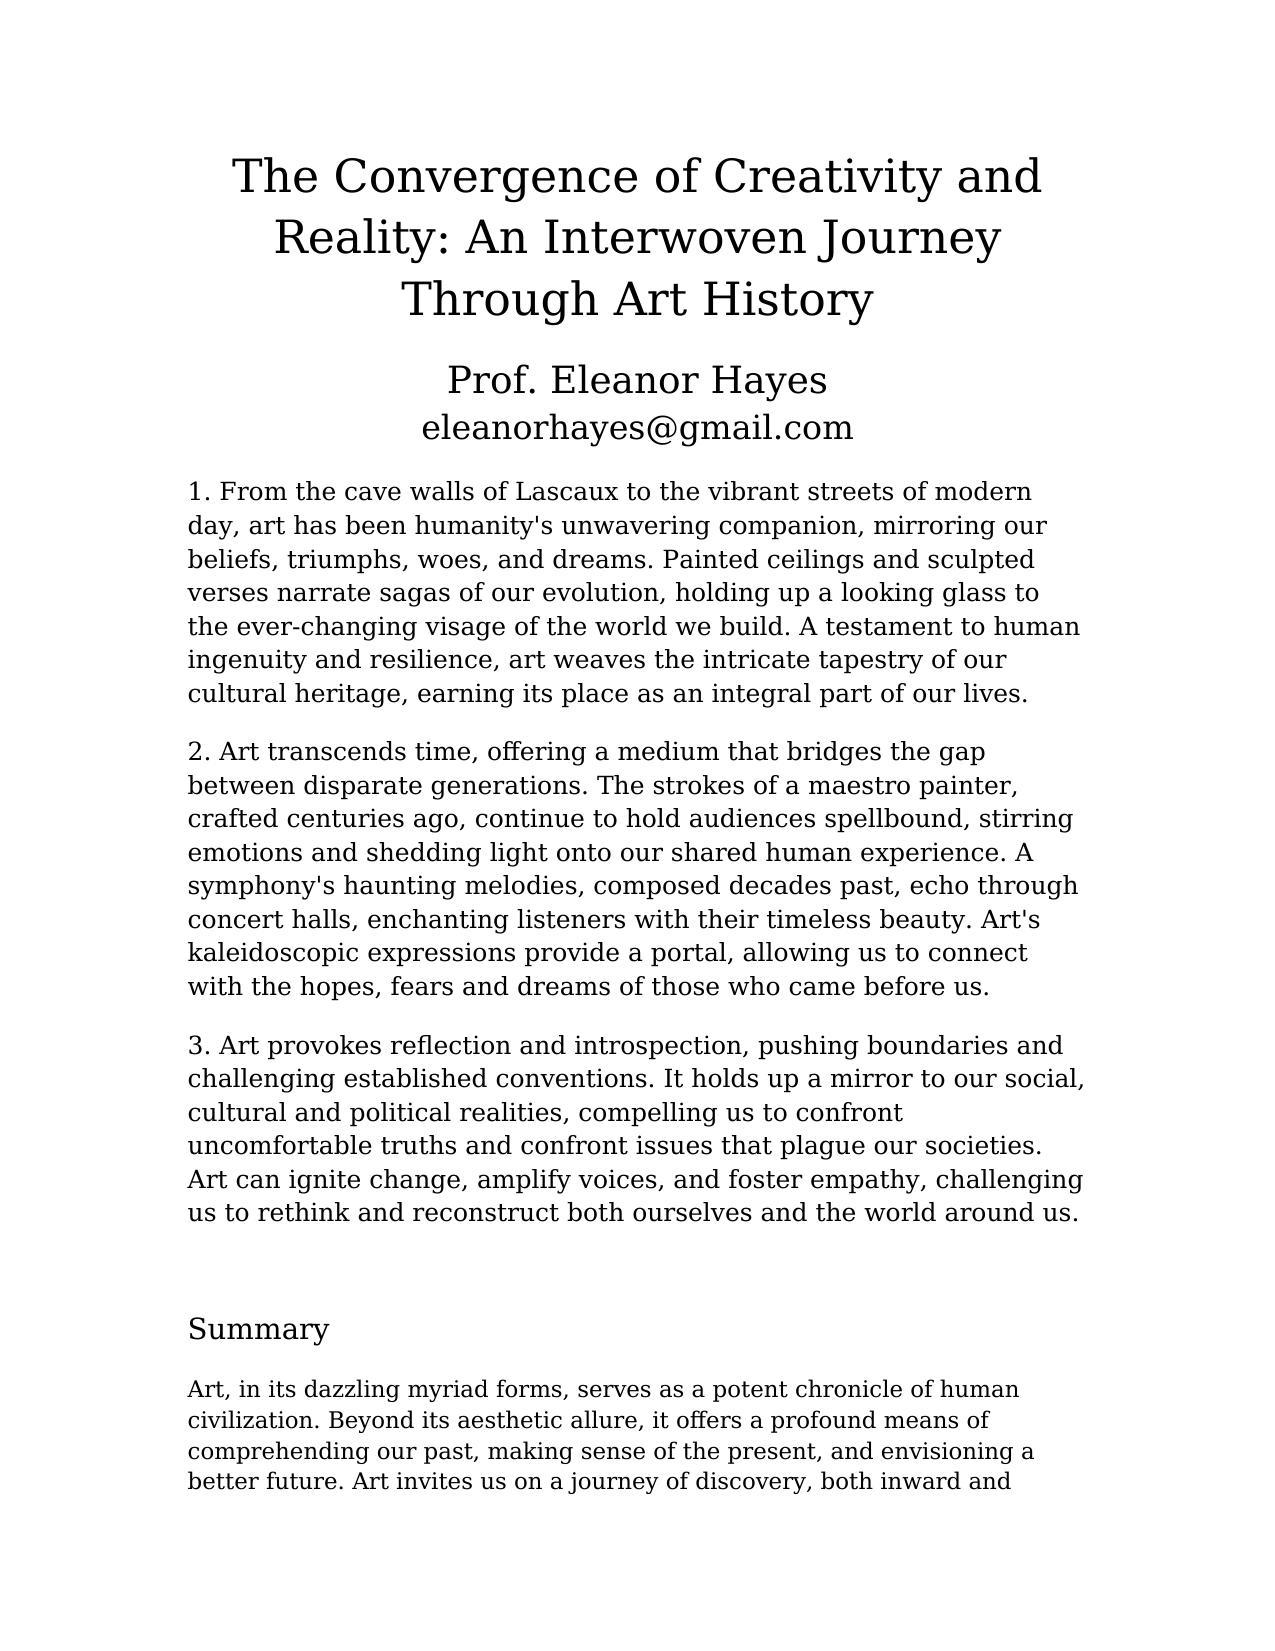 The Convergence of Creativity and
Reality: An Interwoven Journey
Through Art History
Prof. Eleanor Hayes
eleanorhayes@gmail.com
1. From the cave walls of Lascaux to the vibrant streets of modern
day, art has been humanity's unwavering companion, mirroring our
beliefs, triumphs, woes, and dreams. Painted ceilings and sculpted
verses narrate sagas of our evolution, holding up a looking glass to
the ever-changing visage of the world we build. A testament to human
ingenuity and resilience, art weaves the intricate tapestry of our
cultural heritage, earning its place as an integral part of our lives.
2. Art transcends time, offering a medium that bridges the gap
between disparate generations. The strokes of a maestro painter,
crafted centuries ago, continue to hold audiences spellbound, stirring
emotions and shedding light onto our shared human experience. A
symphony's haunting melodies, composed decades past, echo through
concert halls, enchanting listeners with their timeless beauty. Art's
kaleidoscopic expressions provide a portal, allowing us to connect
with the hopes, fears and dreams of those who came before us.
3. Art provokes reflection and introspection, pushing boundaries and
challenging established conventions. It holds up a mirror to our social,
cultural and political realities, compelling us to confront
uncomfortable truths and confront issues that plague our societies.
Art can ignite change, amplify voices, and foster empathy, challenging
us to rethink and reconstruct both ourselves and the world around us.
Summary
Art, in its dazzling myriad forms, serves as a potent chronicle of human
civilization. Beyond its aesthetic allure, it offers a profound means of
comprehending our past, making sense of the present, and envisioning a
better future. Art invites us on a journey of discovery, both inward and